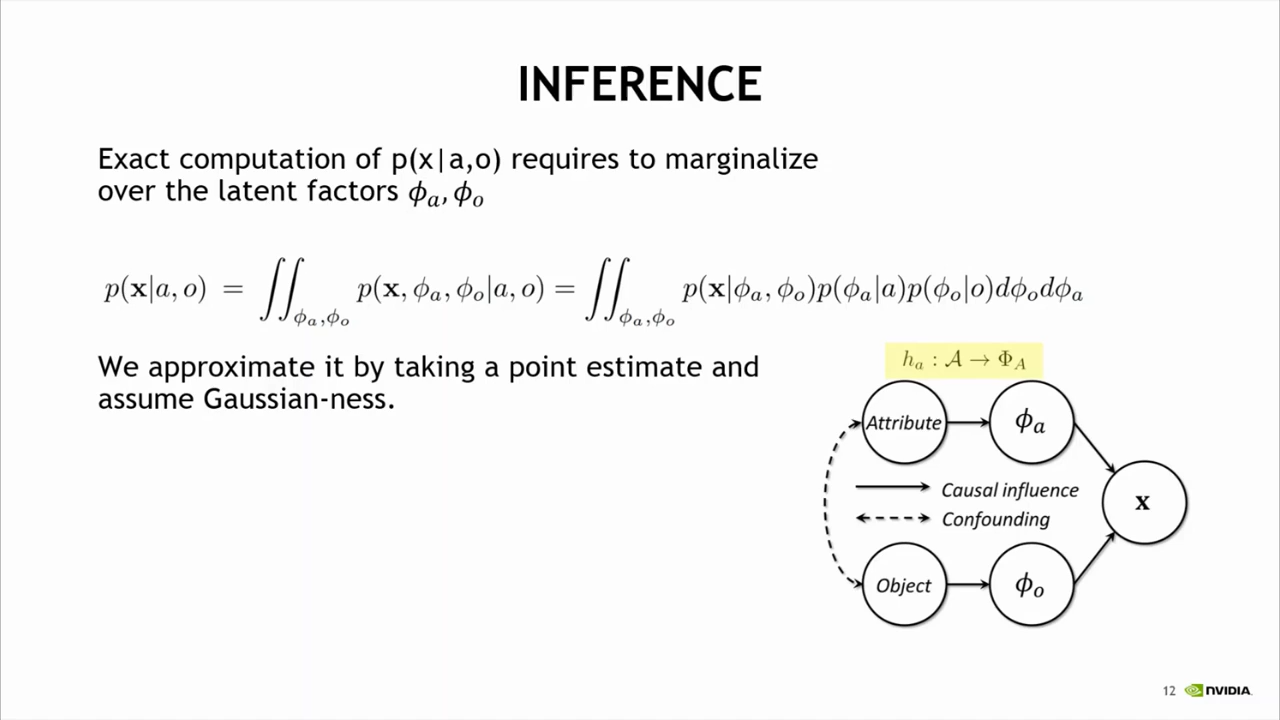 INFERENCE
Exact computation of p(x|a,o) requires to marginalize
over the latent factors ϕₐ, ϕₒ
p(𝐱|a, o) = ∬_{ϕₐ,ϕₒ} p(𝐱, ϕₐ, ϕₒ|a, o) = ∬_{ϕₐ,ϕₒ} p(𝐱|ϕₐ, ϕₒ)p(ϕₐ|a)p(ϕₒ|o)dϕₒdϕₐ
We approximate it by taking a point estimate and
assume Gaussian-ness.
hₐ : 𝒜 → Φ_A
Attribute
ϕₐ
Causal influence
Confounding
𝐱
Object
ϕₒ
12 NVIDIA.